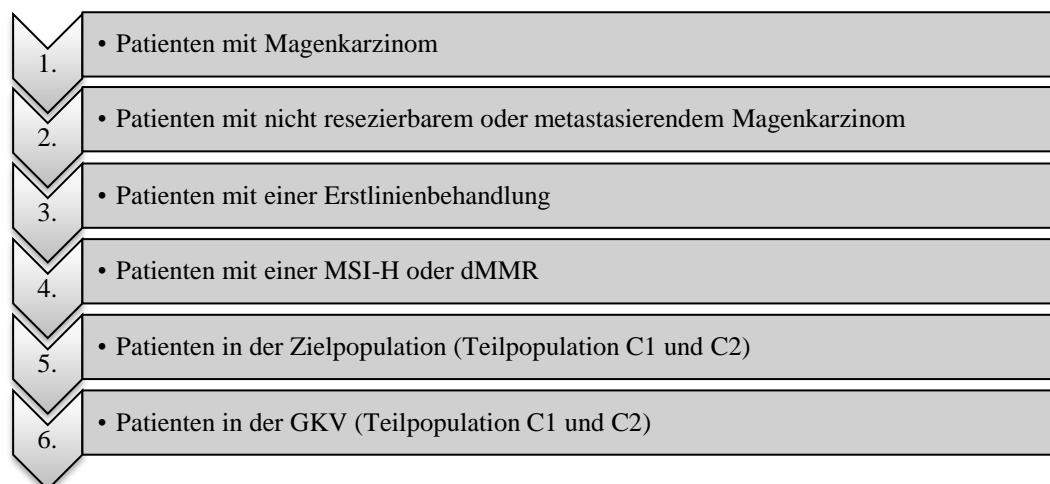 1. • Patienten mit Magenkarzinom
2. • Patienten mit nicht resezierbarem oder metastasierendem Magenkarzinom
3. • Patienten mit einer Erstlinienbehandlung
4. • Patienten mit einer MSI-H oder dMMR
5. • Patienten in der Zielpopulation (Teilpopulation C1 und C2)
6. • Patienten in der GKV (Teilpopulation C1 und C2)